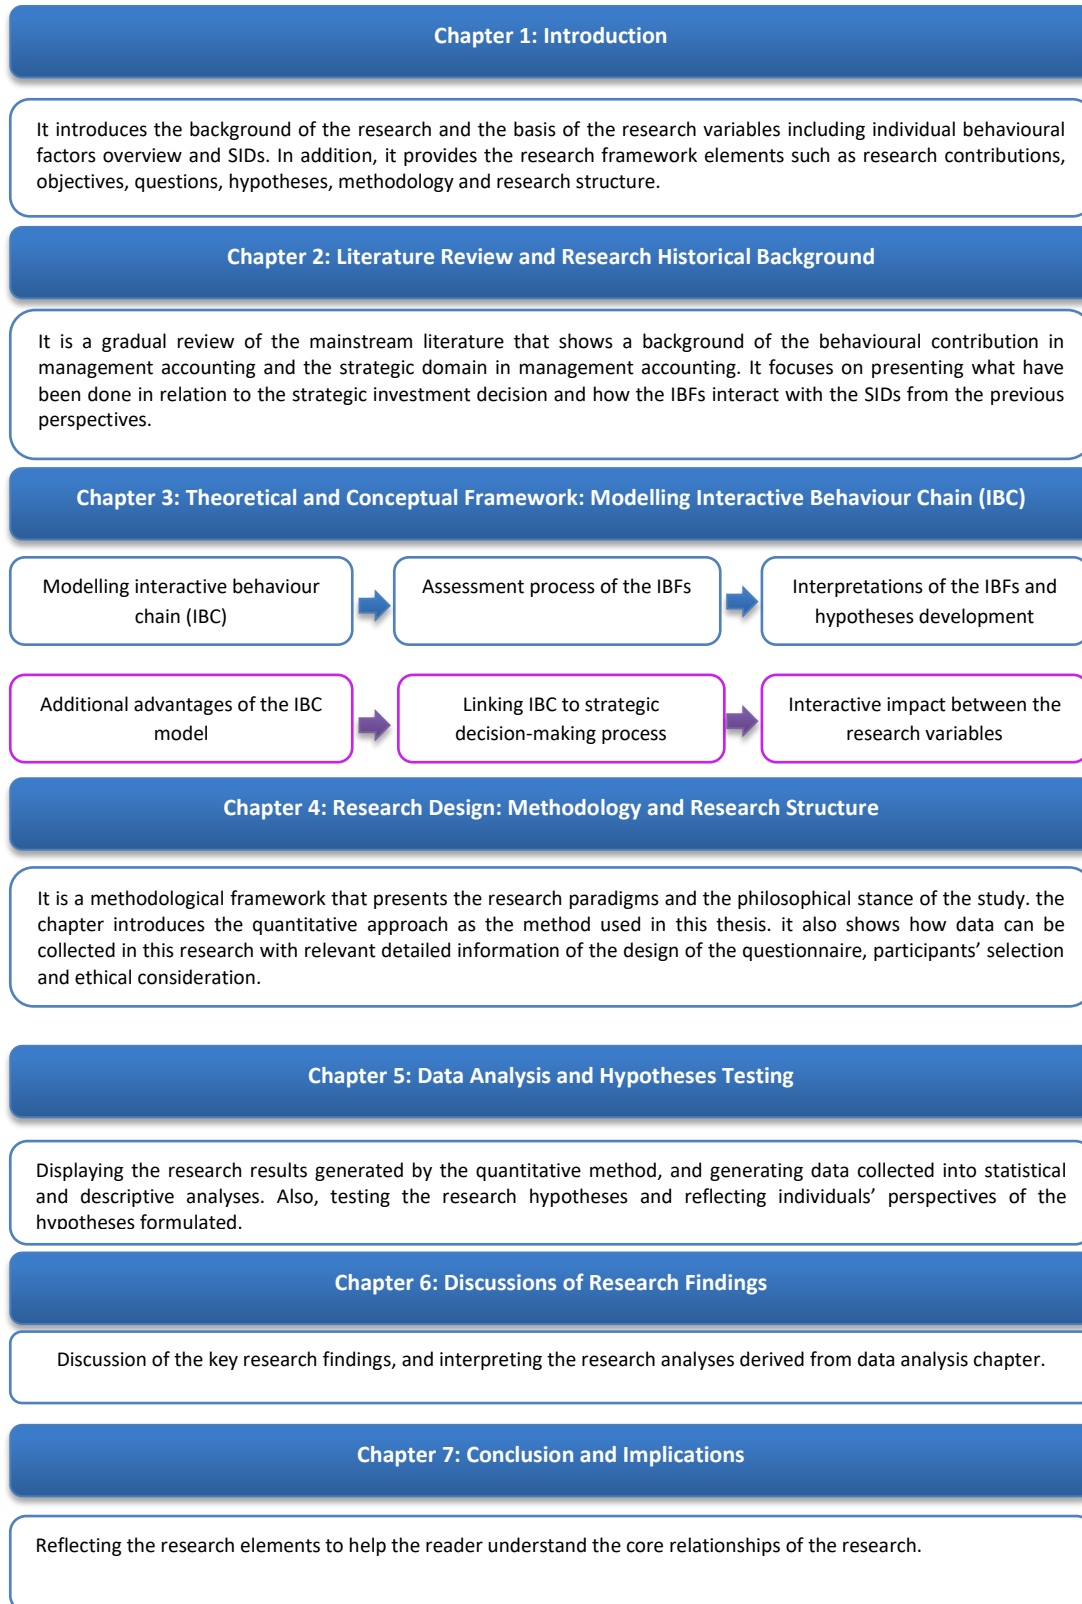 Chapter 1: Introduction
It introduces the background of the research and the basis of the research variables including individual behavioural
factors overview and SIDs. In addition, it provides the research framework elements such as research contributions,
objectives, questions, hypotheses, methodology and research structure.
Chapter 2: Literature Review and Research Historical Background
It is a gradual review of the mainstream literature that shows a background of the behavioural contribution in
management accounting and the strategic domain in management accounting. It focuses on presenting what have
been done in relation to the strategic investment decision and how the IBFs interact with the SIDs from the previous
perspectives.
Chapter 3: Theoretical and Conceptual Framework: Modelling Interactive Behaviour Chain (IBC)
Modelling interactive behaviour
chain (IBC)
Assessment process of the IBFs
Interpretations of the IBFs and
hypotheses development
Additional advantages of the IBC
model
Linking IBC to strategic
decision-making process
Interactive impact between the
research variables
Chapter 4: Research Design: Methodology and Research Structure
It is a methodological framework that presents the research paradigms and the philosophical stance of the study. the
chapter introduces the quantitative approach as the method used in this thesis. it also shows how data can be
collected in this research with relevant detailed information of the design of the questionnaire, participants’ selection
and ethical consideration.
Chapter 5: Data Analysis and Hypotheses Testing
Displaying the research results generated by the quantitative method, and generating data collected into statistical
and descriptive analyses. Also, testing the research hypotheses and reflecting individuals’ perspectives of the
hypotheses formulated.
Chapter 6: Discussions of Research Findings
Discussion of the key research findings, and interpreting the research analyses derived from data analysis chapter.
Chapter 7: Conclusion and Implications
Reflecting the research elements to help the reader understand the core relationships of the research.